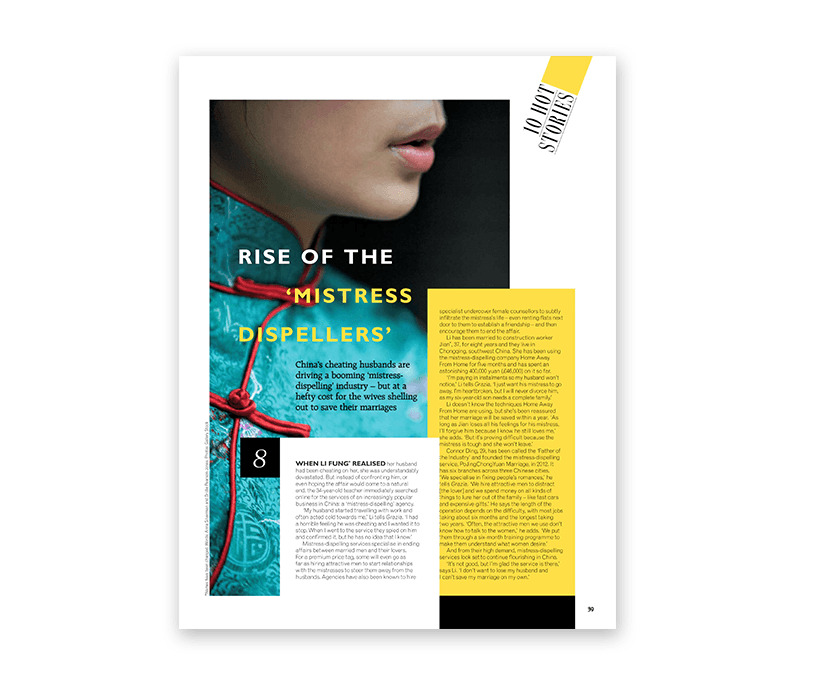 10 HOT
STORIES
RISE OF THE
‘MISTRESS
DISPELLERS’
China's cheating husbands are
driving a booming 'mistress-
dispelling' industry – but at a
hefty cost for the wives shelling
out to save their marriages
8
WHEN LI FUNG* REALISED her husband
had been cheating on her, she was understandably
devastated. But instead of confronting him, or
even hoping the affair would come to a natural
end, the 34-year-old teacher immediately searched
online for the services of an increasingly popular
business in China: a 'mistress-dispelling' agency.
'My husband started travelling with work and
often acted cold towards me,' Li tells Grazia. 'I had
a horrible feeling he was cheating and I wanted it to
stop. When I went to the service they spied on him
and confirmed it, but he has no idea that I know.'
Mistress-dispelling services specialise in ending
affairs between married men and their lovers.
For a premium price tag, some will even go as
far as hiring attractive men to start relationships
with the mistresses to steer them away from the
husbands. Agencies have also been known to hire
specialist undercover female counsellors to subtly
infiltrate the mistress's life – even renting flats next
door to them to establish a friendship – and then
encourage them to end the affair.
Li has been married to construction worker
Jian*, 37, for eight years and they live in
Chongqing, southwest China. She has been using
the mistress-dispelling company Home Away
From Home for five months and has spent an
astonishing 400,000 yuan (£46,000) on it so far.
'I'm paying in instalments so my husband won't
notice,' Li tells Grazia. 'I just want his mistress to go
away. I'm heartbroken, but I will never divorce him,
as my six-year-old son needs a complete family.'
Li doesn't know the techniques Home Away
From Home are using, but she's been reassured
that her marriage will be saved within a year. 'As
long as Jian loses all his feelings for his mistress,
I'll forgive him because I know he still loves me,'
she adds. 'But it's proving difficult because the
mistress is tough and she won't leave.'
Connor Ding, 29, has been called the 'Father of
the Industry' and founded the mistress-dispelling
service, PoJingChongYuan Marriage, in 2012. It
has six branches across three Chinese cities.
'We specialise in fixing people's romances,' he
tells Grazia. 'We hire attractive men to distract
[the lover] and we spend money on all kinds of
things to lure her out of the family – like fast cars
and expensive gifts.' He says the length of the
operation depends on the difficulty, with most jobs
taking about six months and the longest taking
two years. 'Often, the attractive men we use don't
know how to talk to the women,' he adds. 'We put
them through a six-month training programme to
make them understand what women desire.'
And from their high demand, mistress-dispelling
services look set to continue flourishing in China.
'It's not good, but I'm glad the service is there,'
says Li. 'I don't want to lose my husband and
I can't save my marriage on my own.'
39